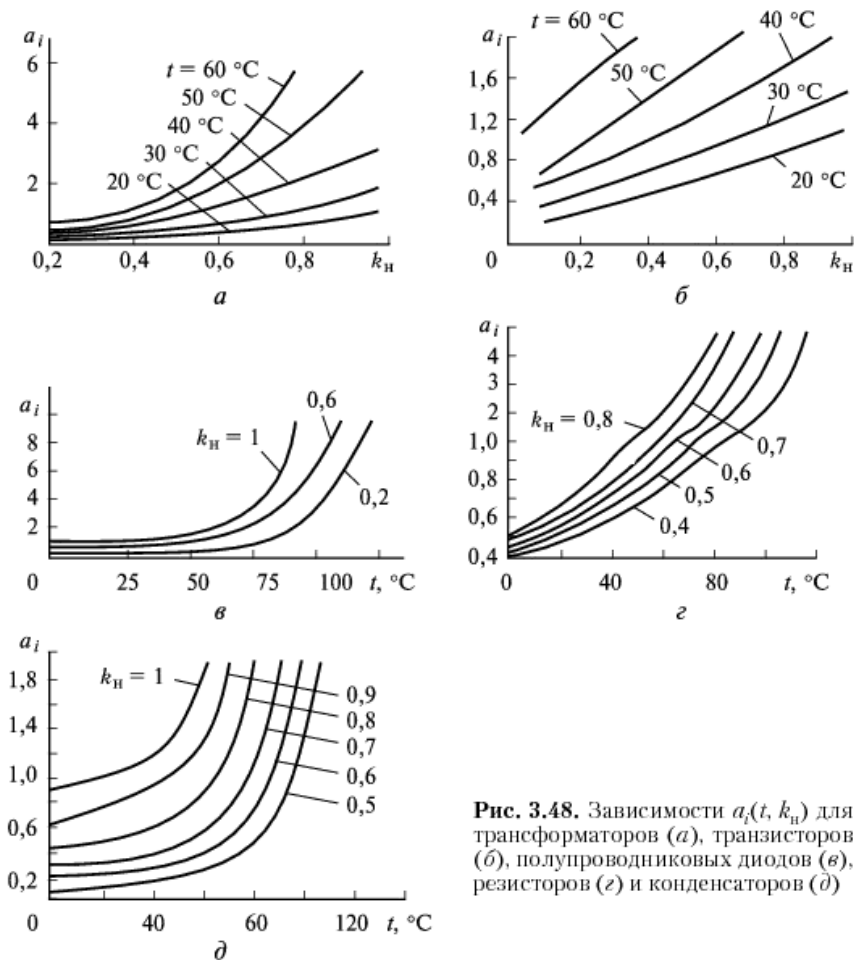 a_i
6
4
2
0
t = 60 °C
50 °C
40 °C
30 °C
20 °C
0,2
0,4
0,6
0,8
k_н
а
a_i
1,6
1,2
0,8
0,4
0
t = 60 °C
50 °C
40 °C
30 °C
20 °C
0,2
0,4
0,6
0,8
k_н
б
a_i
8
6
4
2
0
k_н = 1
0,6
0,2
25
50
75
100
t, °C
в
a_i
4
3
2
1,0
0,8
0,6
0,4
k_н = 0,8
0,7
0,6
0,5
0,4
0
40
80
t, °C
г
a_i
1,8
1,4
1,0
0,6
0,2
0
k_н = 1
0,9
0,8
0,7
0,6
0,5
40
60
120
t, °C
д
Рис. 3.48. Зависимости a_i(t, k_н) для
трансформаторов (а), транзисторов
(б), полупроводниковых диодов (в),
резисторов (г) и конденсаторов (д)